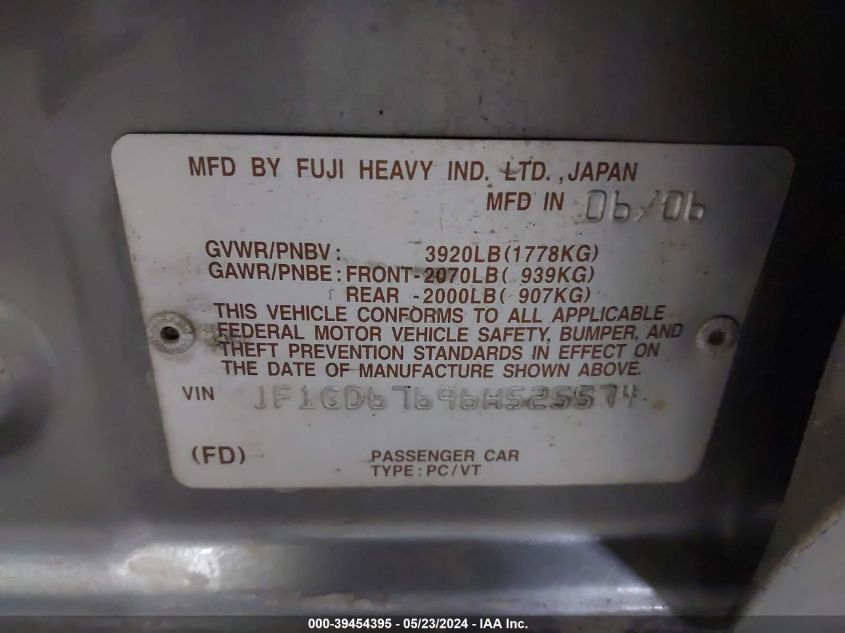 MFD BY FUJI HEAVY IND. LTD., JAPAN
MFD IN 06/06
GVWR/PNBV: 3920LB(1778KG)
GAWR/PNBE: FRONT-2070LB( 939KG)
REAR -2000LB( 907KG)
THIS VEHICLE CONFORMS TO ALL APPLICABLE
FEDERAL MOTOR VEHICLE SAFETY, BUMPER, AND
THEFT PREVENTION STANDARDS IN EFFECT ON
THE DATE OF MANUFACTURE SHOWN ABOVE.
VIN JF1GD67696H525574
(FD) PASSENGER CAR
TYPE: PC/VT
000-39454395 - 05/23/2024 - IAA Inc.